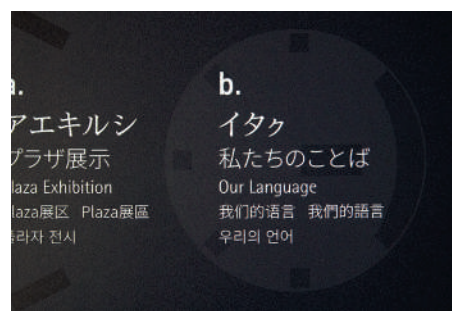 a.
アエキルシ
プラザ展示
laza Exhibition
laza展区 Plaza展區
라자 전시
b.
イタㇰ
私たちのことば
Our Language
我们的语言 我們的語言
우리의 언어